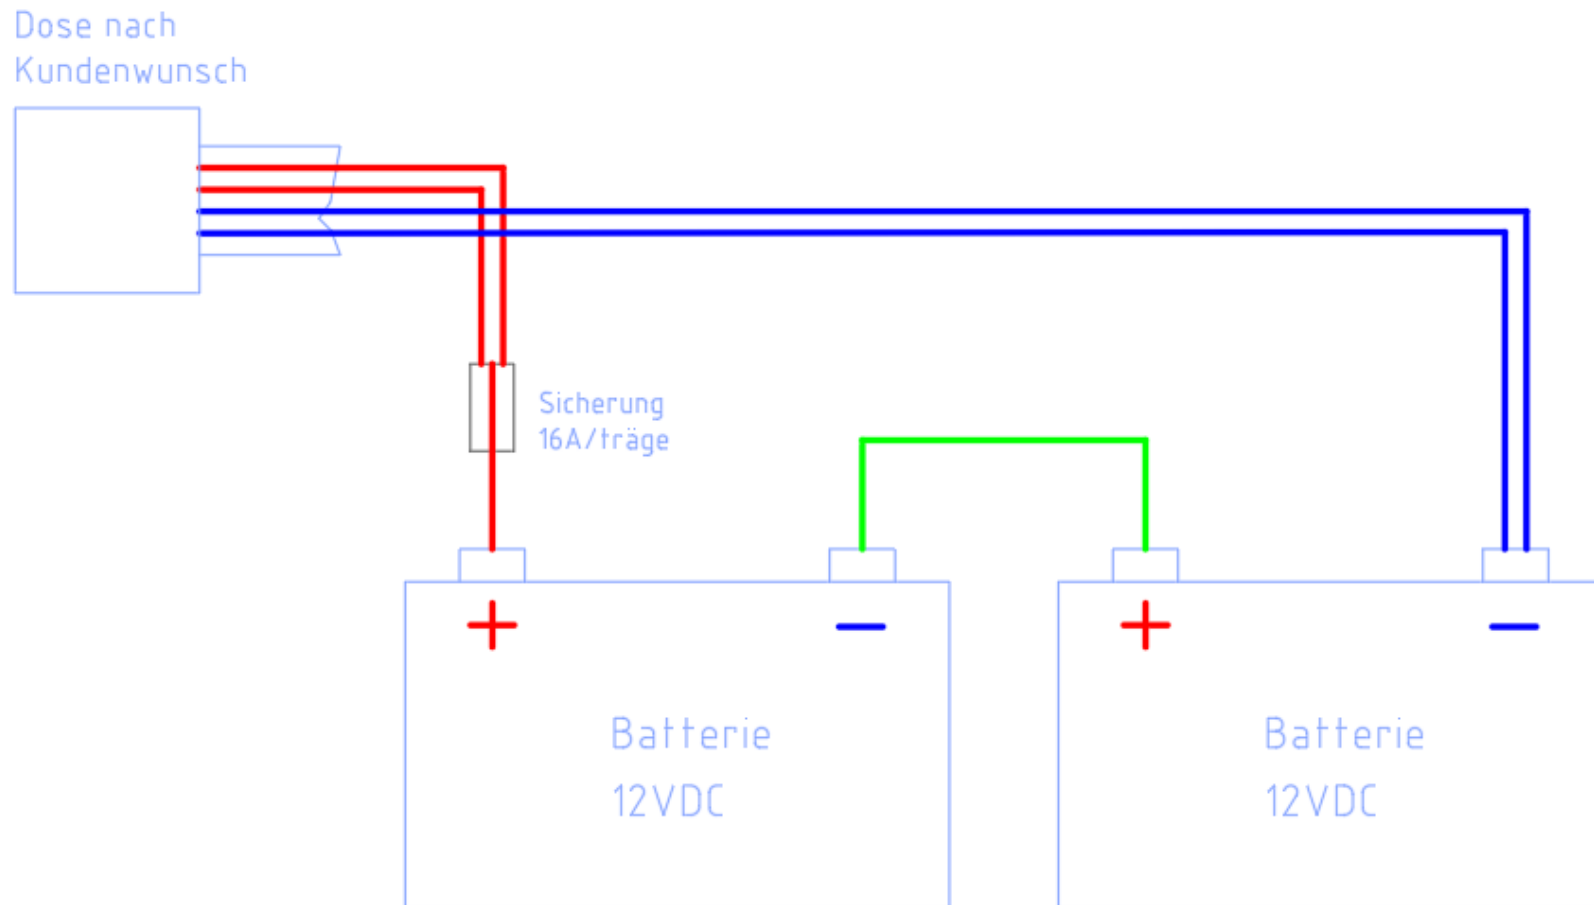 Dose nach
Kundenwunsch
Sicherung
16A/träge
+
–
+
–
Batterie
12VDC
Batterie
12VDC